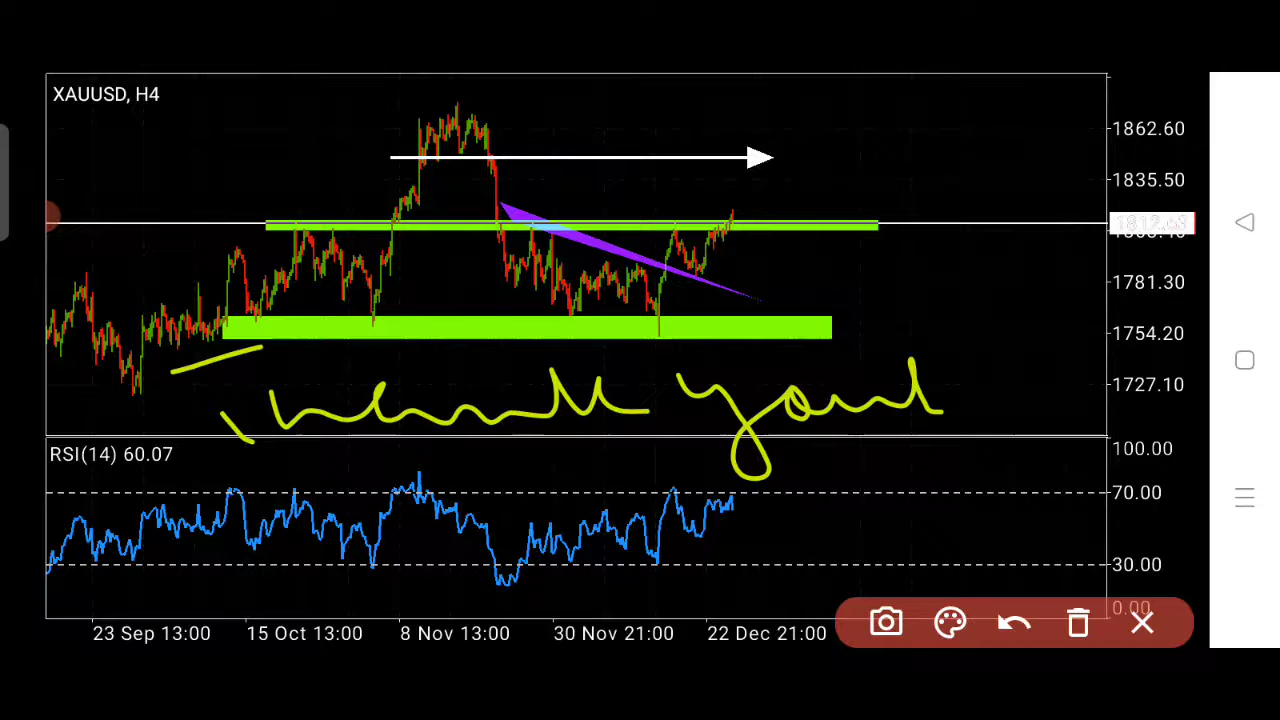 XAUUSD, H4
1862.60
1835.50
1781.30
1754.20
1727.10
RSI(14) 60.07
100.00
70.00
30.00
0.00
23 Sep 13:00
15 Oct 13:00
8 Nov 13:00
30 Nov 21:00
22 Dec 21:00